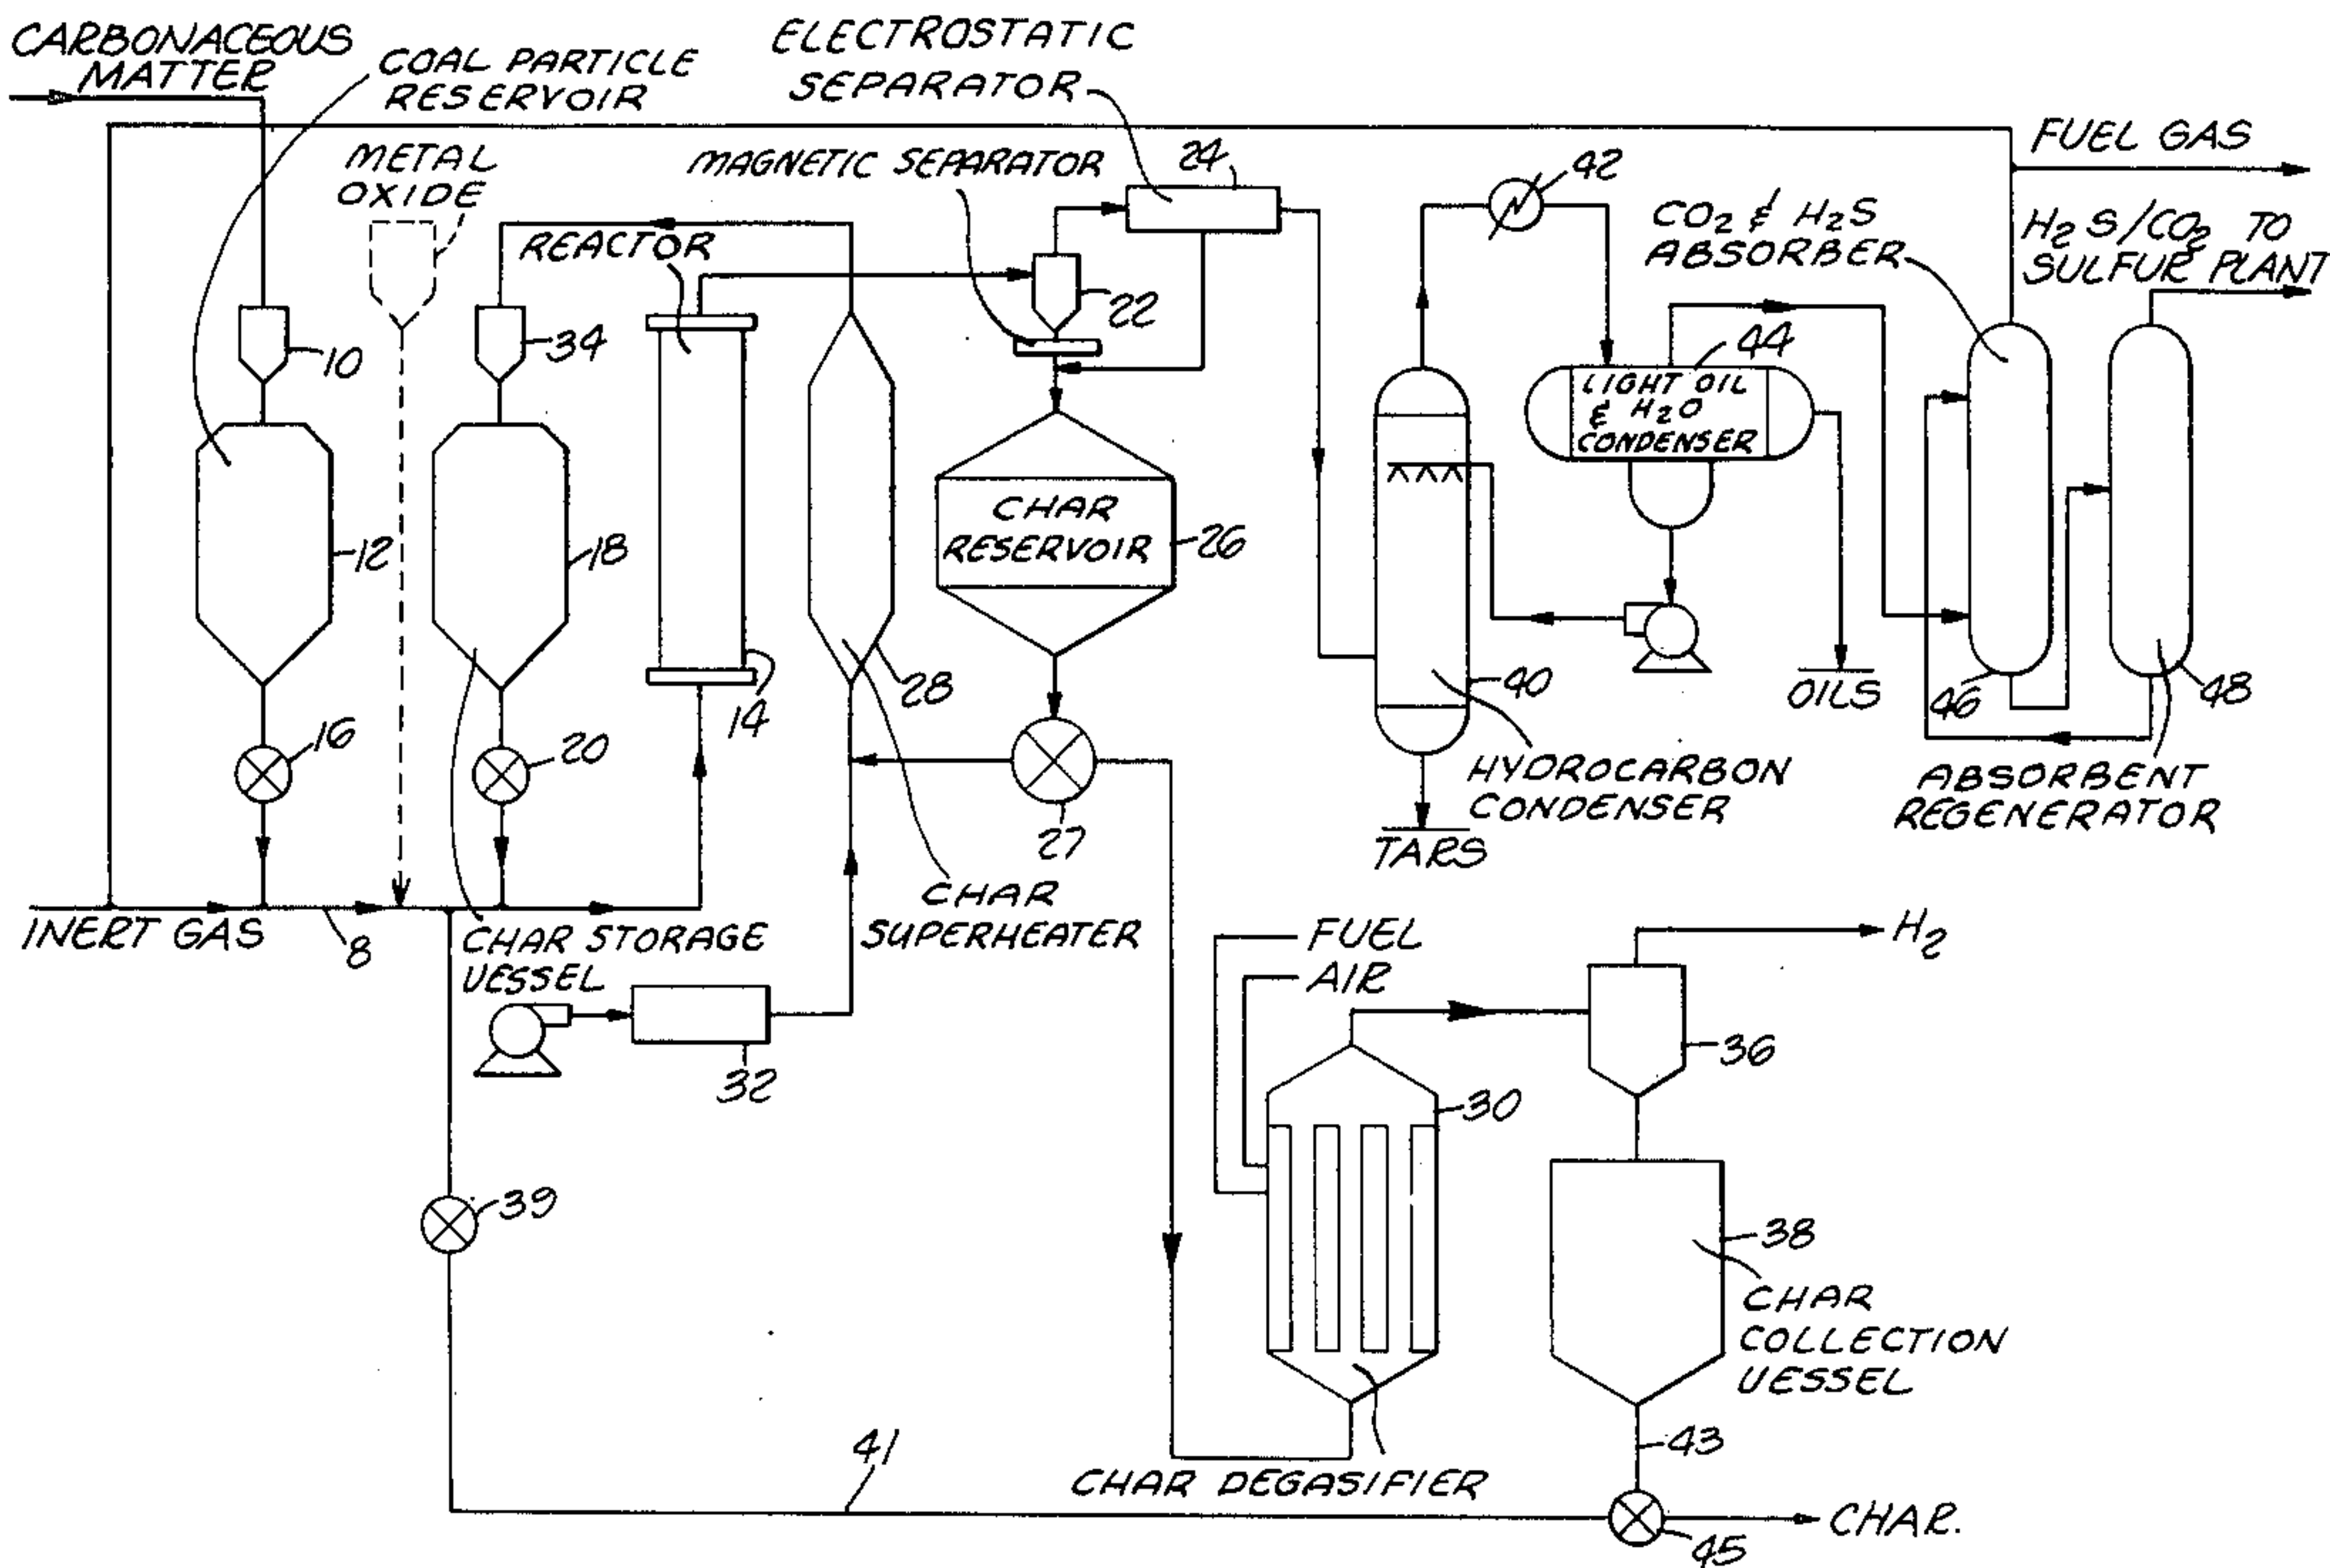 CARBONACEOUS
MATTER
COAL PARTICLE
RESERVOIR
ELECTROSTATIC
SEPARATOR
METAL
OXIDE
MAGNETIC SEPARATOR
24
42
FUEL GAS
CO2 & H2S
ABSORBER
H2S/CO2 TO
SULFUR PLANT
REACTOR
10
34
22
44
LIGHT OIL
& H2O
CONDENSER
12
18
CHAR
RESERVOIR
26
14
28
40
OILS
46
48
16
20
27
HYDROCARBON
CONDENSER
TARS
ABSORBENT
REGENERATOR
INERT GAS
8
CHAR STORAGE
VESSEL
CHAR
SUPERHEATER
FUEL
AIR
H2
32
36
30
39
38
CHAR
COLLECTION
VESSEL
41
CHAR DEGASIFIER
43
45
CHAR.